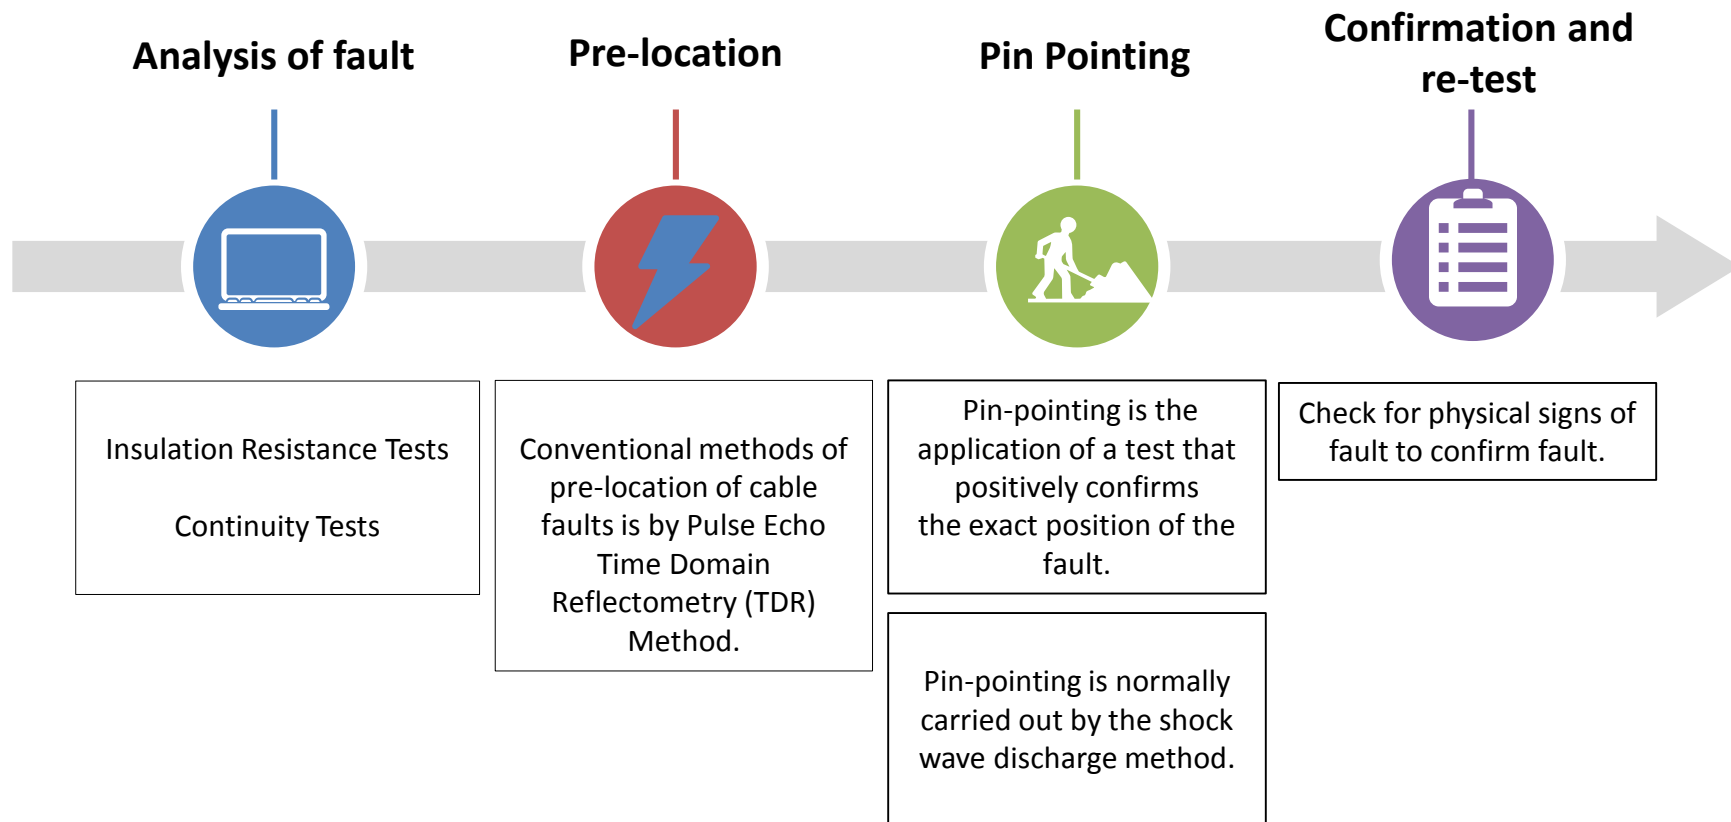 Analysis of fault
Pre-location
Pin Pointing
Confirmation and
re-test
Insulation Resistance Tests
Continuity Tests
Conventional methods of
pre-location of cable
faults is by Pulse Echo
Time Domain
Reflectometry (TDR)
Method.
Pin-pointing is the
application of a test that
positively confirms
the exact position of the
fault.
Pin-pointing is normally
carried out by the shock
wave discharge method.
Check for physical signs of
fault to confirm fault.